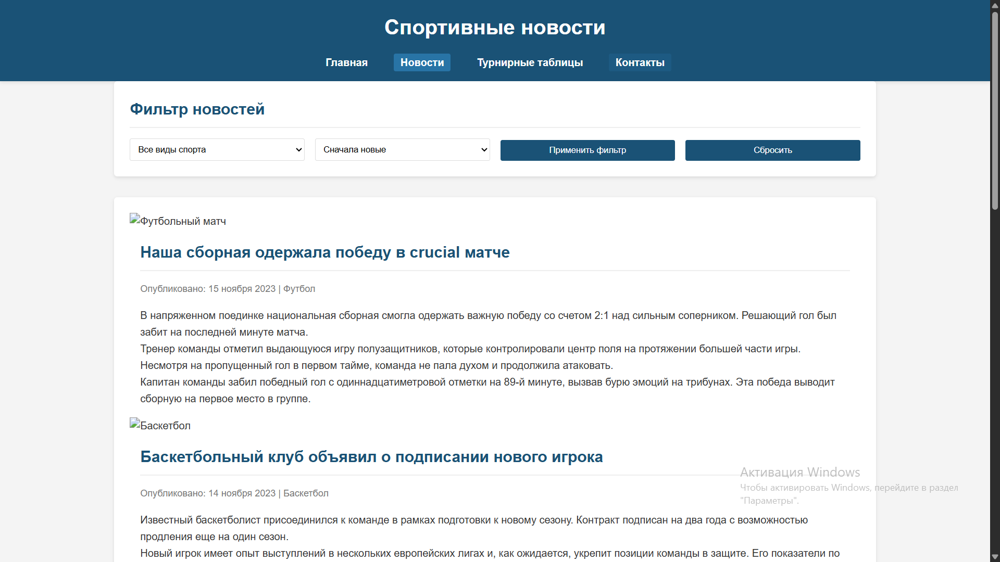 Спортивные новости
Главная Новости Турнирные таблицы Контакты
Фильтр новостей
Все виды спорта Сначала новые Применить фильтр Сбросить
Футбольный матч
Наша сборная одержала победу в crucial матче
Опубликовано: 15 ноября 2023 | Футбол
В напряженном поединке национальная сборная смогла одержать важную победу со счетом 2:1 над сильным соперником. Решающий гол был
забит на последней минуте матча.
Тренер команды отметил выдающуюся игру полузащитников, которые контролировали центр поля на протяжении большей части игры.
Несмотря на пропущенный гол в первом тайме, команда не пала духом и продолжила атаковать.
Капитан команды забил победный гол с одиннадцатиметровой отметки на 89-й минуте, вызвав бурю эмоций на трибунах. Эта победа выводит
сборную на первое место в группе.
Баскетбол
Баскетбольный клуб объявил о подписании нового игрока
Опубликовано: 14 ноября 2023 | Баскетбол
Известный баскетболист присоединился к команде в рамках подготовки к новому сезону. Контракт подписан на два года с возможностью
продления еще на один сезон.
Новый игрок имеет опыт выступлений в нескольких европейских лигах и, как ожидается, укрепит позиции команды в защите. Его показатели по
Активация Windows
Чтобы активировать Windows, перейдите в раздел
"Параметры".